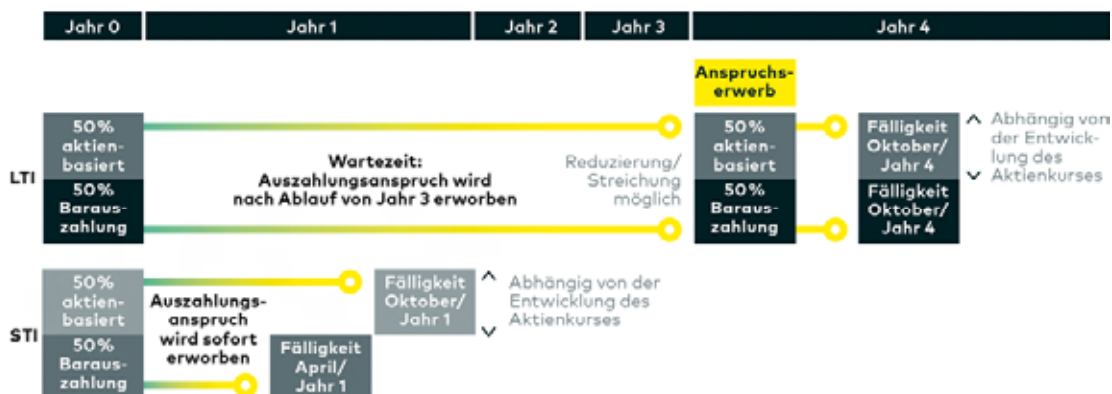 Jahr 0
Jahr 1
Jahr 2
Jahr 3
Jahr 4
Anspruchs-
erwerb
LTI
50%
aktien-
basiert
50%
Baraus-
zahlung
Wartezeit:
Auszahlungsanspruch wird
nach Ablauf von Jahr 3 erworben
Reduzierung/
Streichung
möglich
50%
aktien-
basiert
50%
Baraus-
zahlung
Fälligkeit
Oktober/
Jahr 4
Fälligkeit
Oktober/
Jahr 4
Abhängig von
der Entwick-
lung des
Aktienkurses
STI
50%
aktien-
basiert
50%
Baraus-
zahlung
Auszahlungs-
anspruch
wird sofort
erworben
Fälligkeit
Oktober/
Jahr 1
Fälligkeit
April/
Jahr 1
Abhängig von der
Entwicklung des
Aktienkurses